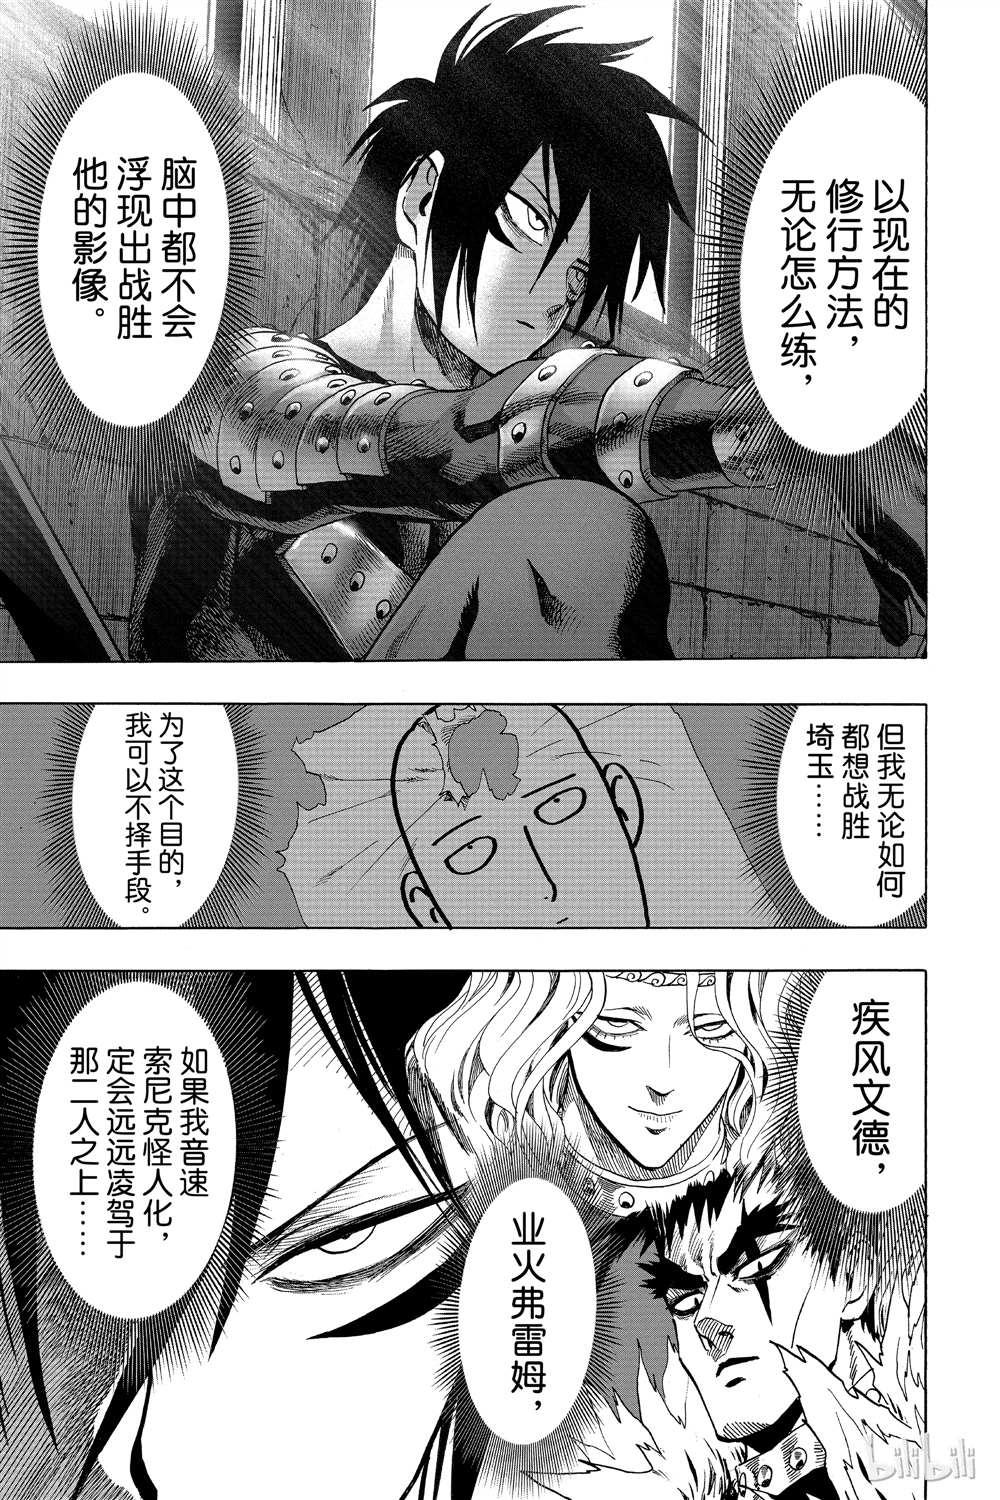 以现在的
修行方法，
无论怎么练，
脑中都不会
浮现出战胜
他的影像。
但我无论如何
都想战胜
埼玉……
为了这个目的，
我可以不择手段。
疾风文德，
业火弗雷姆，
如果我音速
索尼克怪人化，
定会远远凌驾于
那二人之上……
bilibili